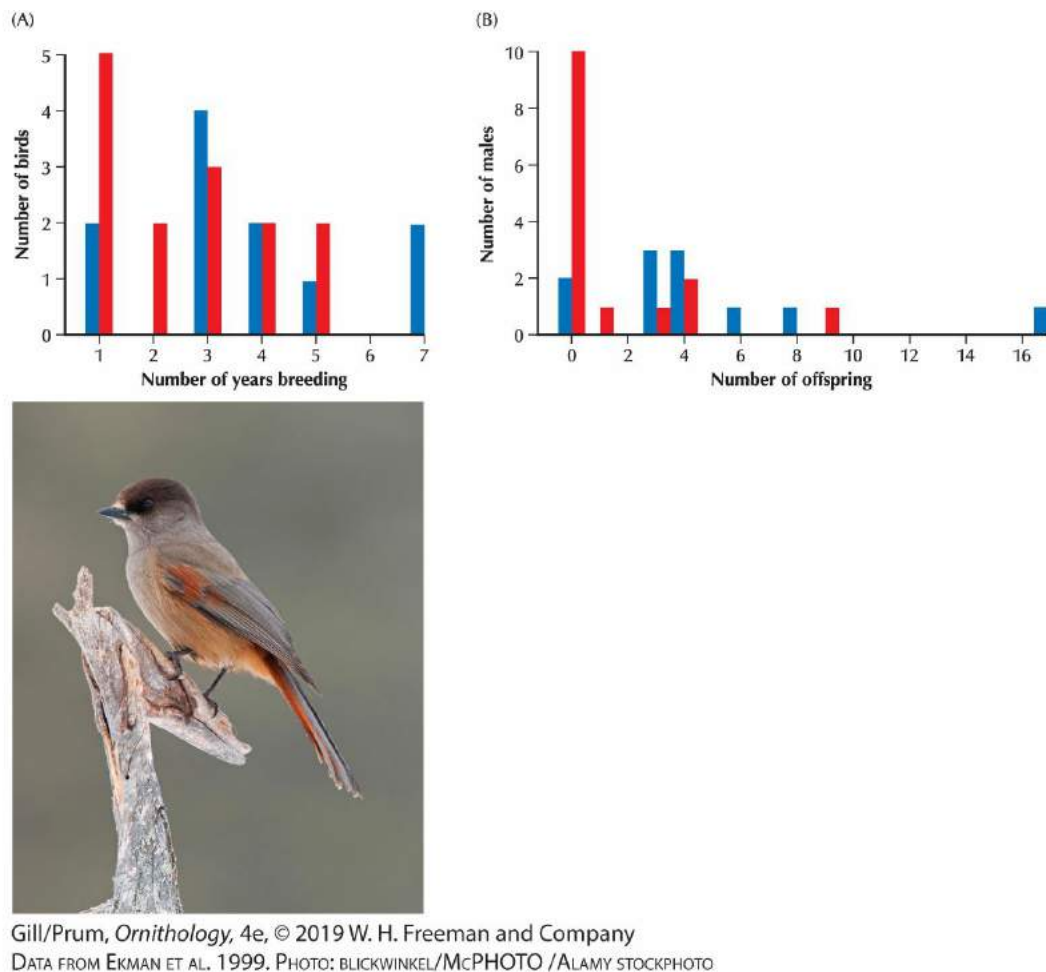 (A)
5
4
3
2
1
0
Number of birds
1 2 3 4 5 6 7
Number of years breeding
(B)
10
8
6
4
2
0
Number of males
0 2 4 6 8 10 12 14 16
Number of offspring
Gill/Prum, Ornithology, 4e, © 2019 W. H. Freeman and Company
DATA FROM EKMAN ET AL. 1999. PHOTO: BLICKWINKEL/MCPHOTO /ALAMY STOCKPHOTO